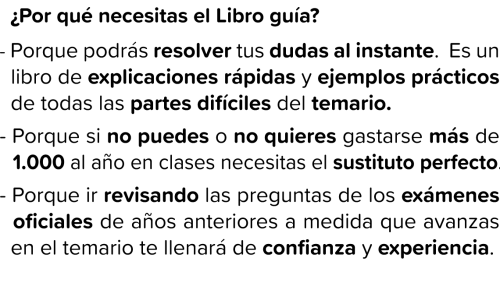 ¿Por qué necesitas el Libro guía?
- Porque podrás resolver tus dudas al instante. Es un
libro de explicaciones rápidas y ejemplos prácticos
de todas las partes difíciles del temario.
- Porque si no puedes o no quieres gastarse más de
1.000 al año en clases necesitas el sustituto perfecto.
- Porque ir revisando las preguntas de los exámenes
oficiales de años anteriores a medida que avanzas
en el temario te llenará de confianza y experiencia.